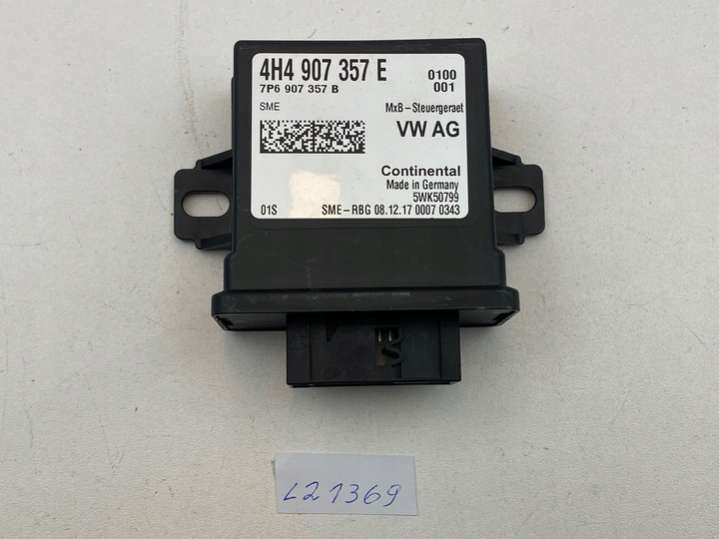 4H4 907 357 E 0100
7P6 907 357 B 001
SME MxB-Steuergeraet
VW AG
Continental
Made in Germany
5WK50799
01S SME-RBG 08.12.17 0007 0343
L21369